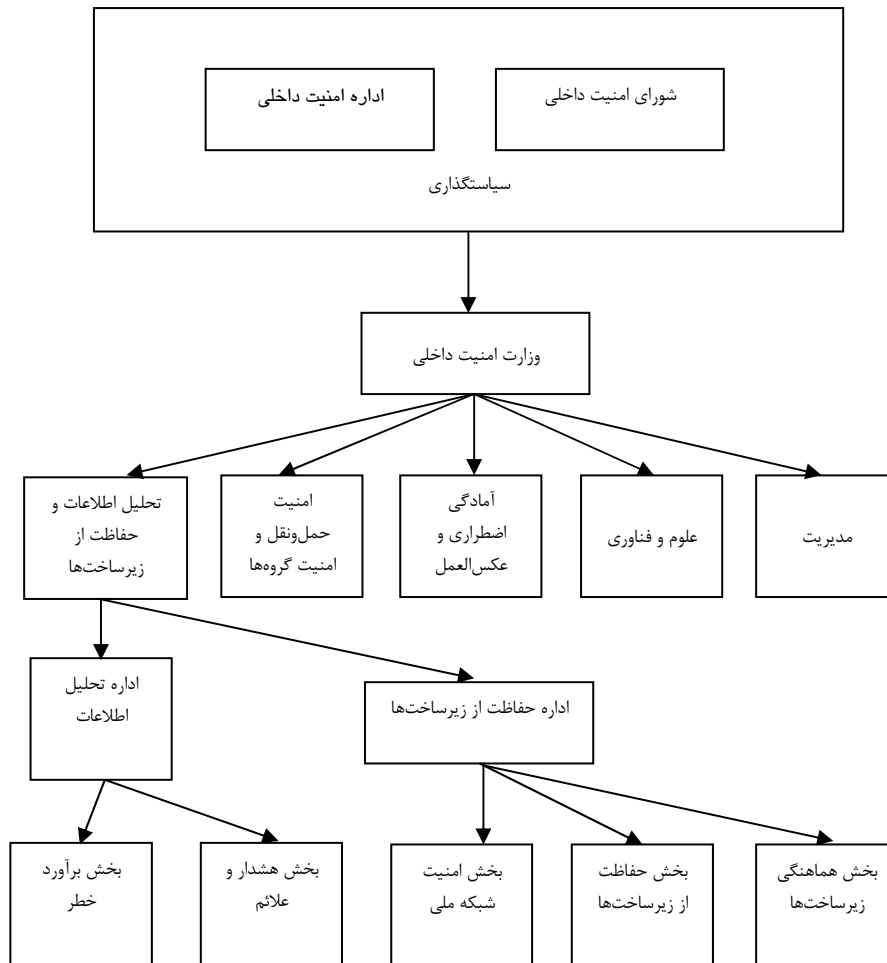 شورای امنیت داخلی
اداره امنیت داخلی
سیاستگذاری
وزارت امنیت داخلی
مدیریت
علوم و فناوری
آمادگی
اضطراری و
عکس‌العمل
امنیت
حمل‌ونقل و
امنیت گروه‌ها
تحلیل اطلاعات و
حفاظت از
زیرساخت‌ها
اداره حفاظت از زیرساخت‌ها
اداره تحلیل
اطلاعات
بخش هماهنگی
زیرساخت‌ها
بخش حفاظت
از زیرساخت‌ها
بخش امنیت
شبکه ملی
بخش هشدار و
علائم
بخش برآورد
خطر